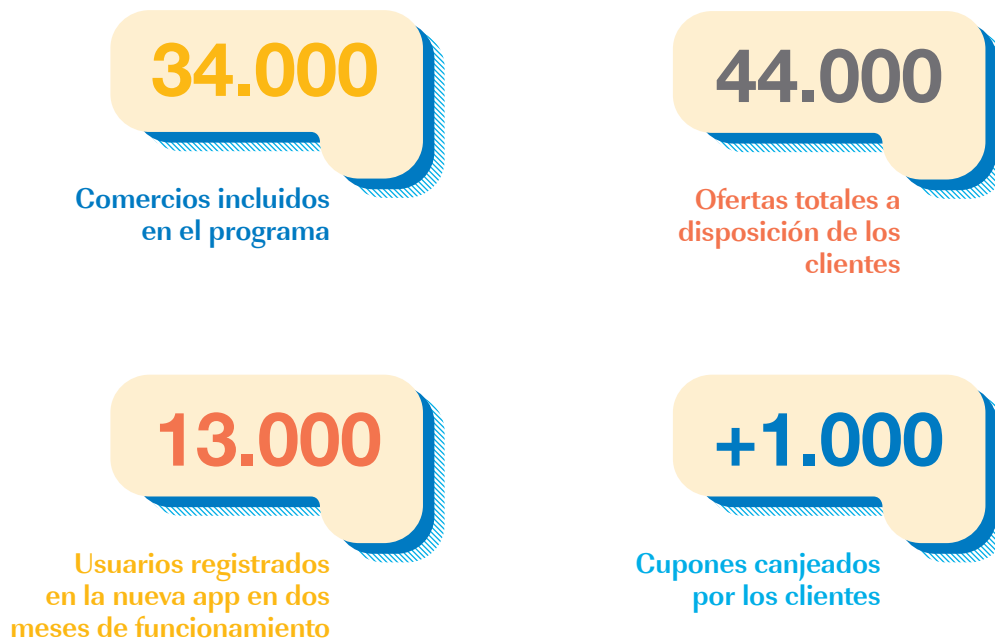 34.000
Comercios incluidos
en el programa
44.000
Ofertas totales a
disposición de los
clientes
13.000
Usuarios registrados
en la nueva app en dos
meses de funcionamiento
+1.000
Cupones canjeados
por los clientes